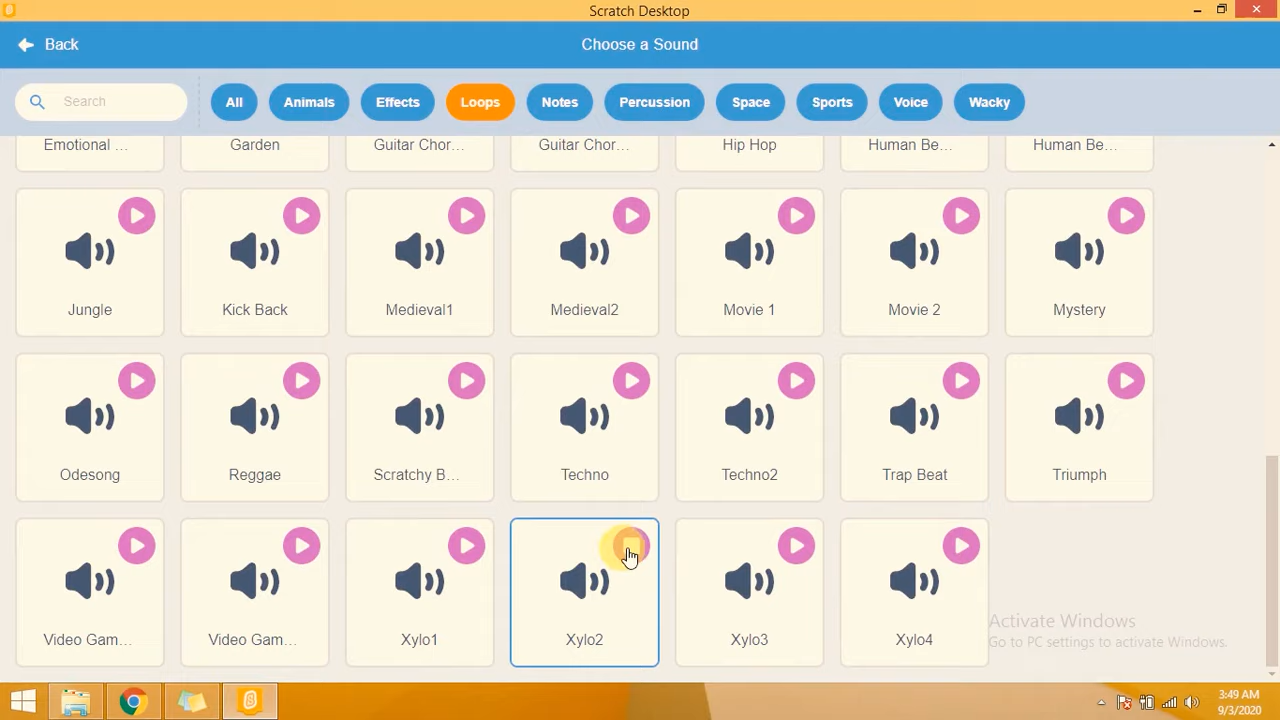 Scratch Desktop
Back
Choose a Sound
Search
All
Animals
Effects
Loops
Notes
Percussion
Space
Sports
Voice
Wacky
Emotional ...
Garden
Guitar Chor...
Guitar Chor...
Hip Hop
Human Be...
Human Be...
Jungle
Kick Back
Medieval1
Medieval2
Movie 1
Movie 2
Mystery
Odesong
Reggae
Scratchy B...
Techno
Techno2
Trap Beat
Triumph
Video Gam...
Video Gam...
Xylo1
Xylo2
Xylo3
Xylo4
Activate Windows
Go to PC settings to activate Windows.
3:49 AM
9/3/2020